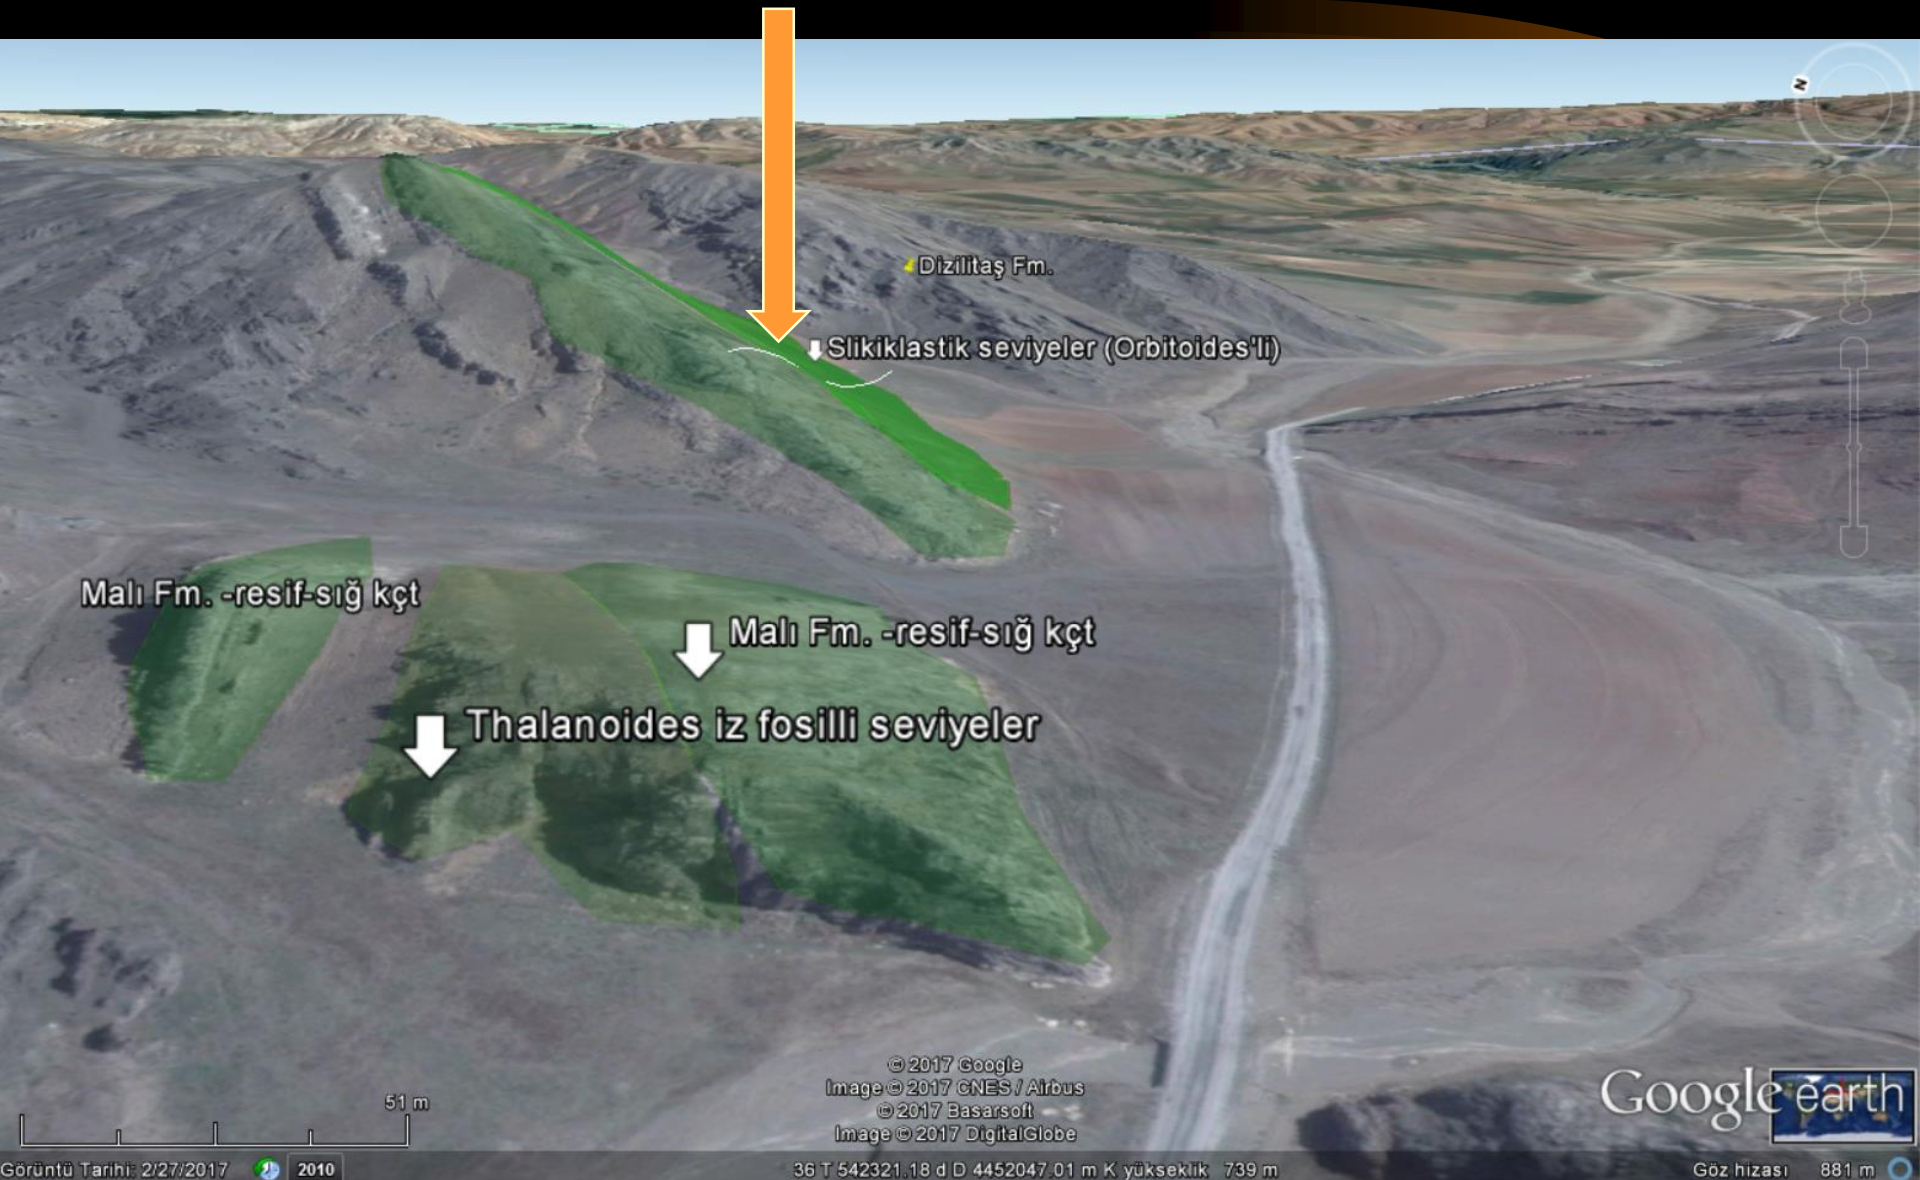 N
Dizilitaş Fm.
Slikiklastik seviyeler (Orbitoides'li)
Malı Fm. -resif-sığ kçt
Malı Fm. -resif-sığ kçt
Thalanoides iz fosilli seviyeler
51 m
© 2017 Google
Image © 2017 CNES / Airbus
© 2017 Basarsoft
Image © 2017 DigitalGlobe
Google earth
Görüntü Tarihi: 2/27/2017 2010 36 T 542321.18 d D 4452047.01 m K yükseklik 739 m Göz hizası 881 m